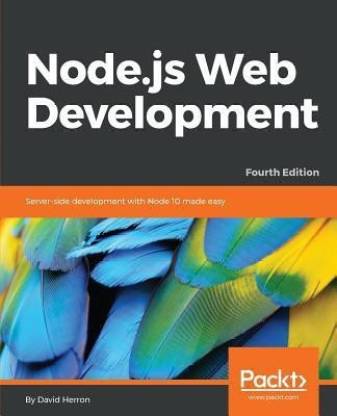 Node.js Web
Development
Fourth Edition
Server-side development with Node 10 made easy
By David Herron
Packt>
www.packt.com